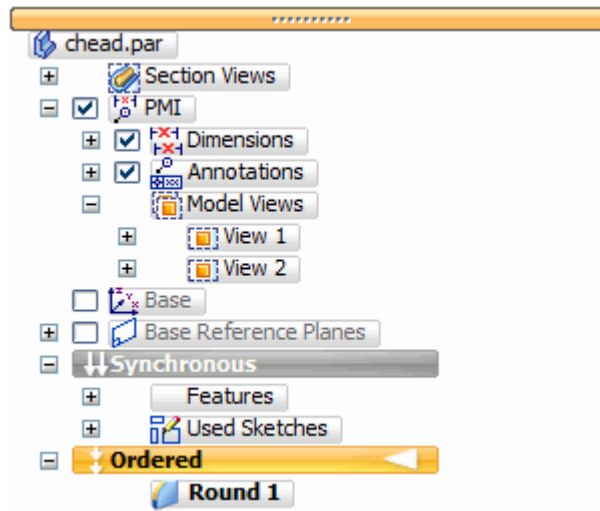 chead.par
Section Views
PMI
Dimensions
Annotations
Model Views
View 1
View 2
Base
Base Reference Planes
Synchronous
Features
Used Sketches
Ordered
Round 1